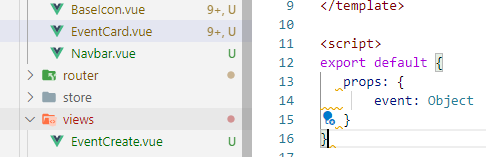 BaseIcon.vue 9+, U
EventCard.vue 9+, U
Navbar.vue U
router
store
views
EventCreate.vue U
9 </template>
10
11 <script>
12 export default {
13 props: {
14 event: Object
15 }
16 }
17